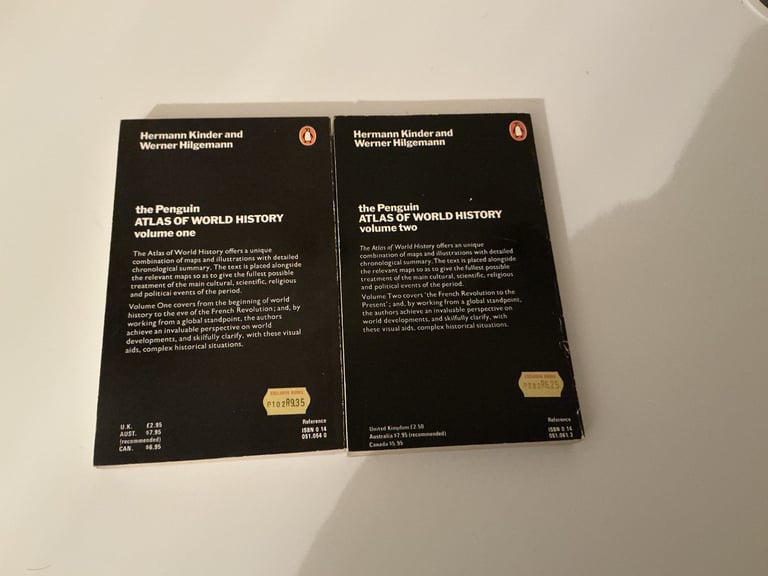 Hermann Kinder and
Werner Hilgemann
the Penguin
ATLAS OF WORLD HISTORY
volume one
The Atlas of World History offers a unique
combination of maps and illustrations with detailed
chronological summary. The text is placed alongside
the relevant maps so as to give the fullest possible
treatment of the main cultural, scientific, religious
and political events of the period.
Volume One covers from the beginning of world
history to the eve of the French Revolution; and, by
working from a global standpoint, the authors
achieve an invaluable perspective on world
developments, and skilfully clarify, with these visual
aids, complex historical situations.
EXCLUSIVE BOOKS
P102R9.35
U.K. £2.95
AUST. $7.95
(recommended)
CAN. $6.95
Reference
ISBN 0 14
051.054 0
Hermann Kinder and
Werner Hilgemann
the Penguin
ATLAS OF WORLD HISTORY
volume two
The Atlas of World History offers an unique
combination of maps and illustrations with detailed
chronological summary. The text is placed alongside
the relevant maps so as to give the fullest possible
treatment of the main cultural, scientific, religious
and political events of the period.
Volume Two covers 'the French Revolution to the
Present'; and, by working from a global standpoint,
the authors achieve an invaluable perspective on
world developments, and skilfully clarify, with
these visual aids, complex historical situations.
EXCLUSIVE BOOKS
R6.25
United Kingdom £2.50
Australia $7.95 (recommended)
Canada $5.95
Reference
ISBN 0 14
051.061 3